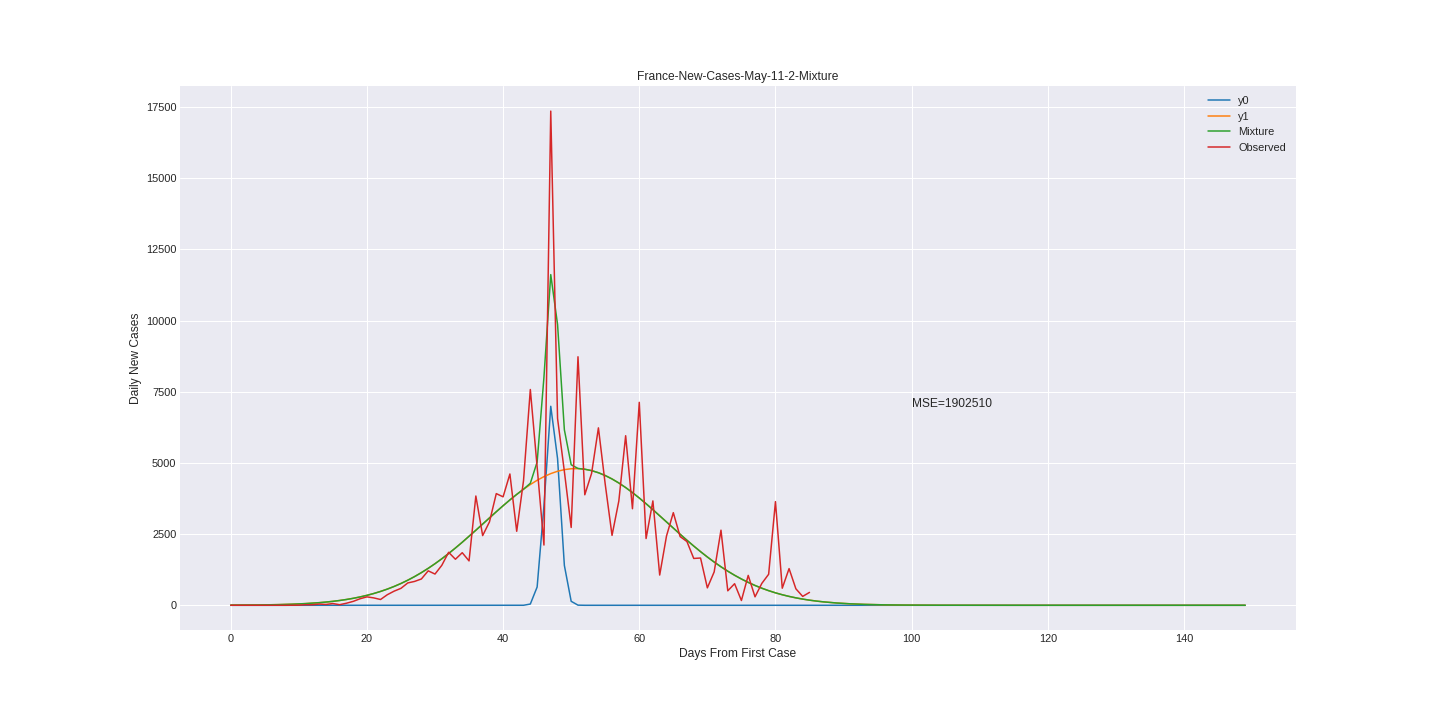 France-New-Cases-May-11-2-Mixture
y0
y1
Mixture
Observed
17500
15000
12500
10000
7500
5000
2500
0
Daily New Cases
MSE=1902510
0 20 40 60 80 100 120 140
Days From First Case